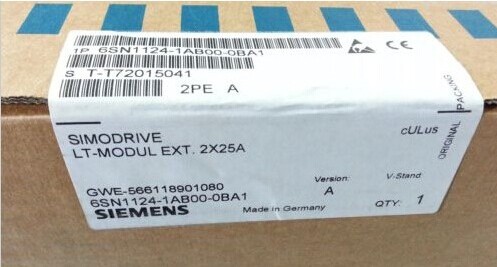 1P 6SN1124-1AB00-0BA1
CE
S T-T72015041
2PE A
SIMODRIVE
LT-MODUL EXT. 2X25A
cULus
ORIGINAL PACKING
GWE-566118901080
Version: V-Stand:
6SN1124-1AB00-0BA1
A
SIEMENS Made in Germany QTY: 1